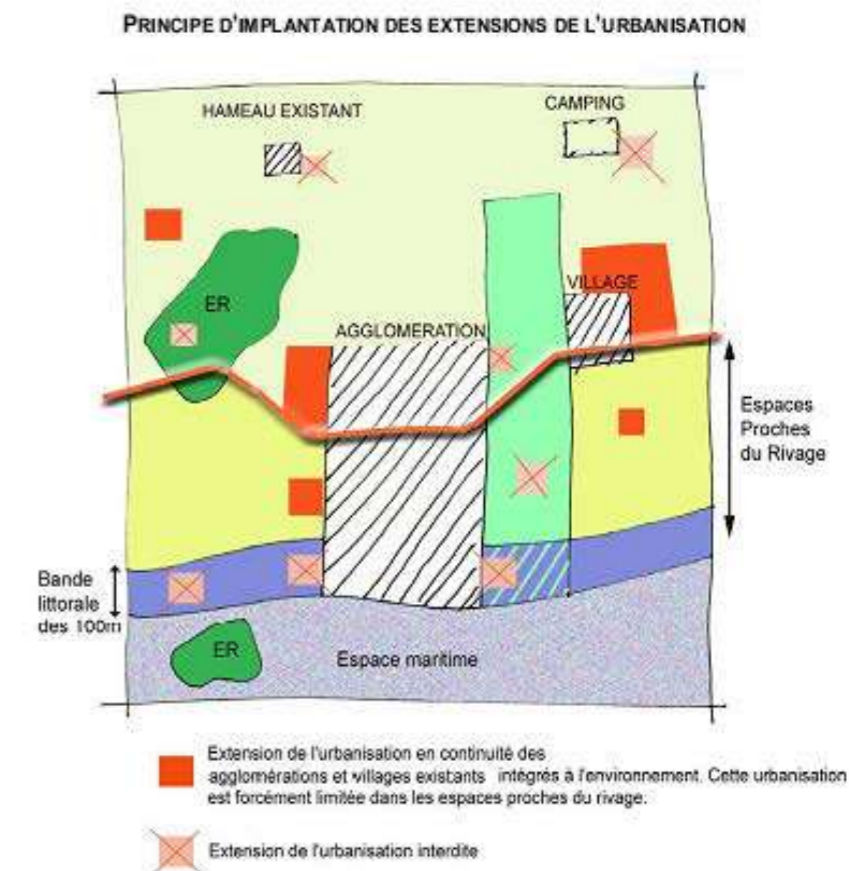 PRINCIPE D'IMPLANTATION DES EXTENSIONS DE L'URBANISATION
HAMEAU EXISTANT
CAMPING
ER
VILLAGE
AGGLOMERATION
Espaces
Proches
du Rivage
Bande
littorale
des 100m
ER
Espace maritime
Extension de l'urbanisation en continuité des
agglomérations et villages existants intégrés à l'environnement. Cette urbanisation
est forcément limitée dans les espaces proches du rivage.
Extension de l'urbanisation interdite